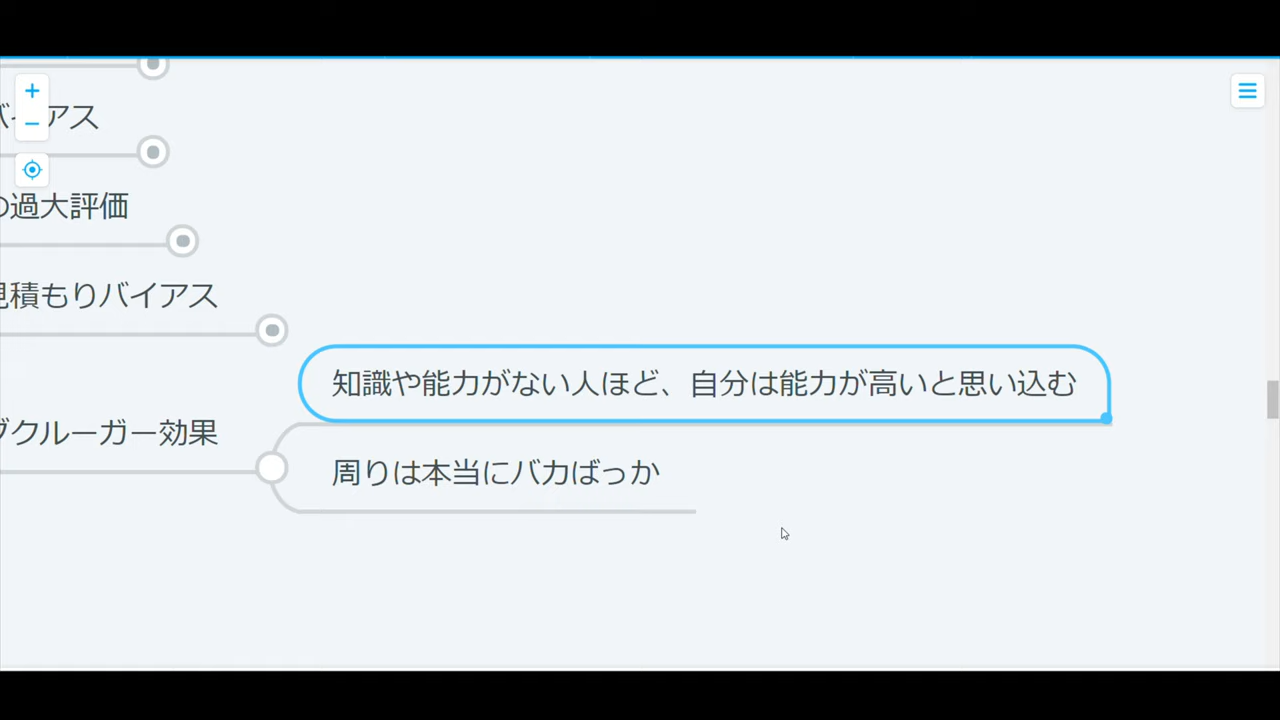 バイアス
の過大評価
見積もりバイアス
知識や能力がない人ほど、自分は能力が高いと思い込む
グクルーガー効果
周りは本当にバカばっか